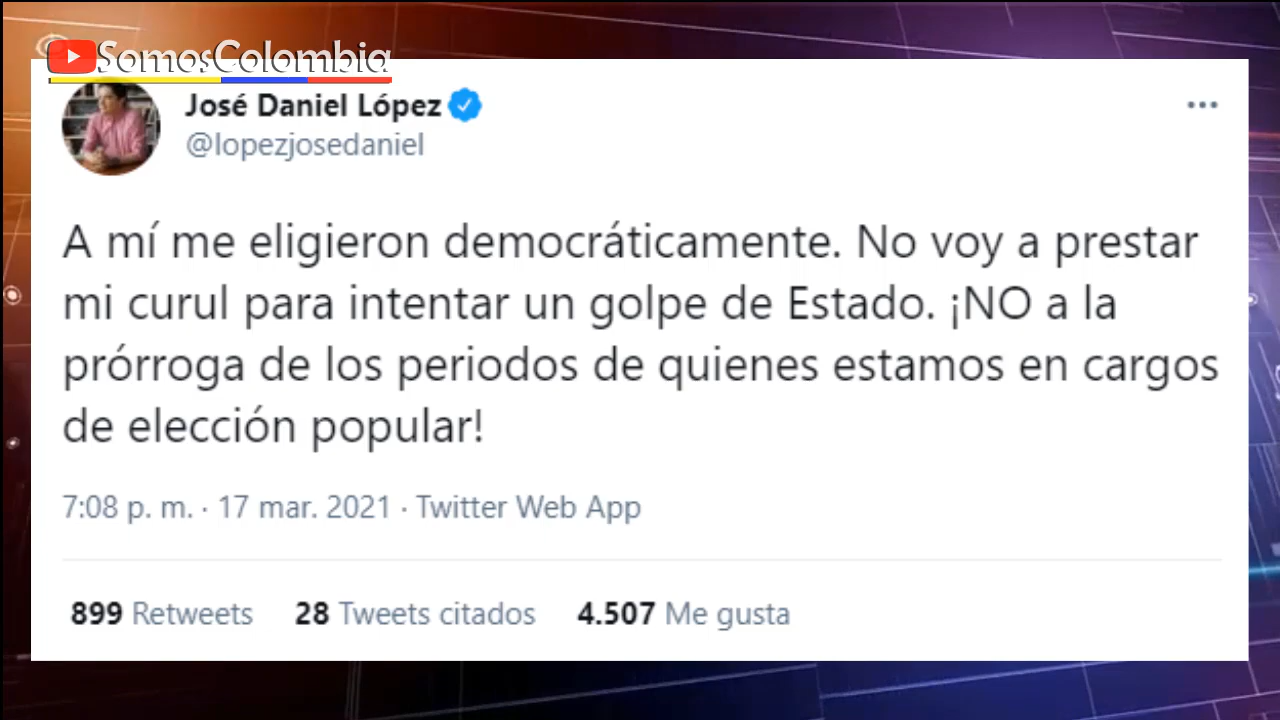 SomosColombia
José Daniel López
@lopezjosedaniel
A mí me eligieron democráticamente. No voy a prestar
mi curul para intentar un golpe de Estado. ¡NO a la
prórroga de los periodos de quienes estamos en cargos
de elección popular!
7:08 p. m. · 17 mar. 2021 · Twitter Web App
899 Retweets 28 Tweets citados 4.507 Me gusta